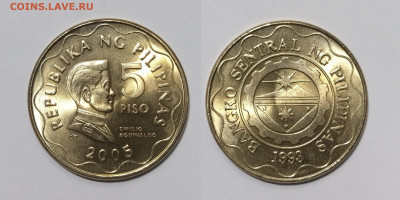 COINS.LAVE.RU
REPUBLIKA NG PILIPINAS
5
PISO
EMILIO
AGUINALDO
2005
BANGKO SENTRAL NG PILIPINAS
1993